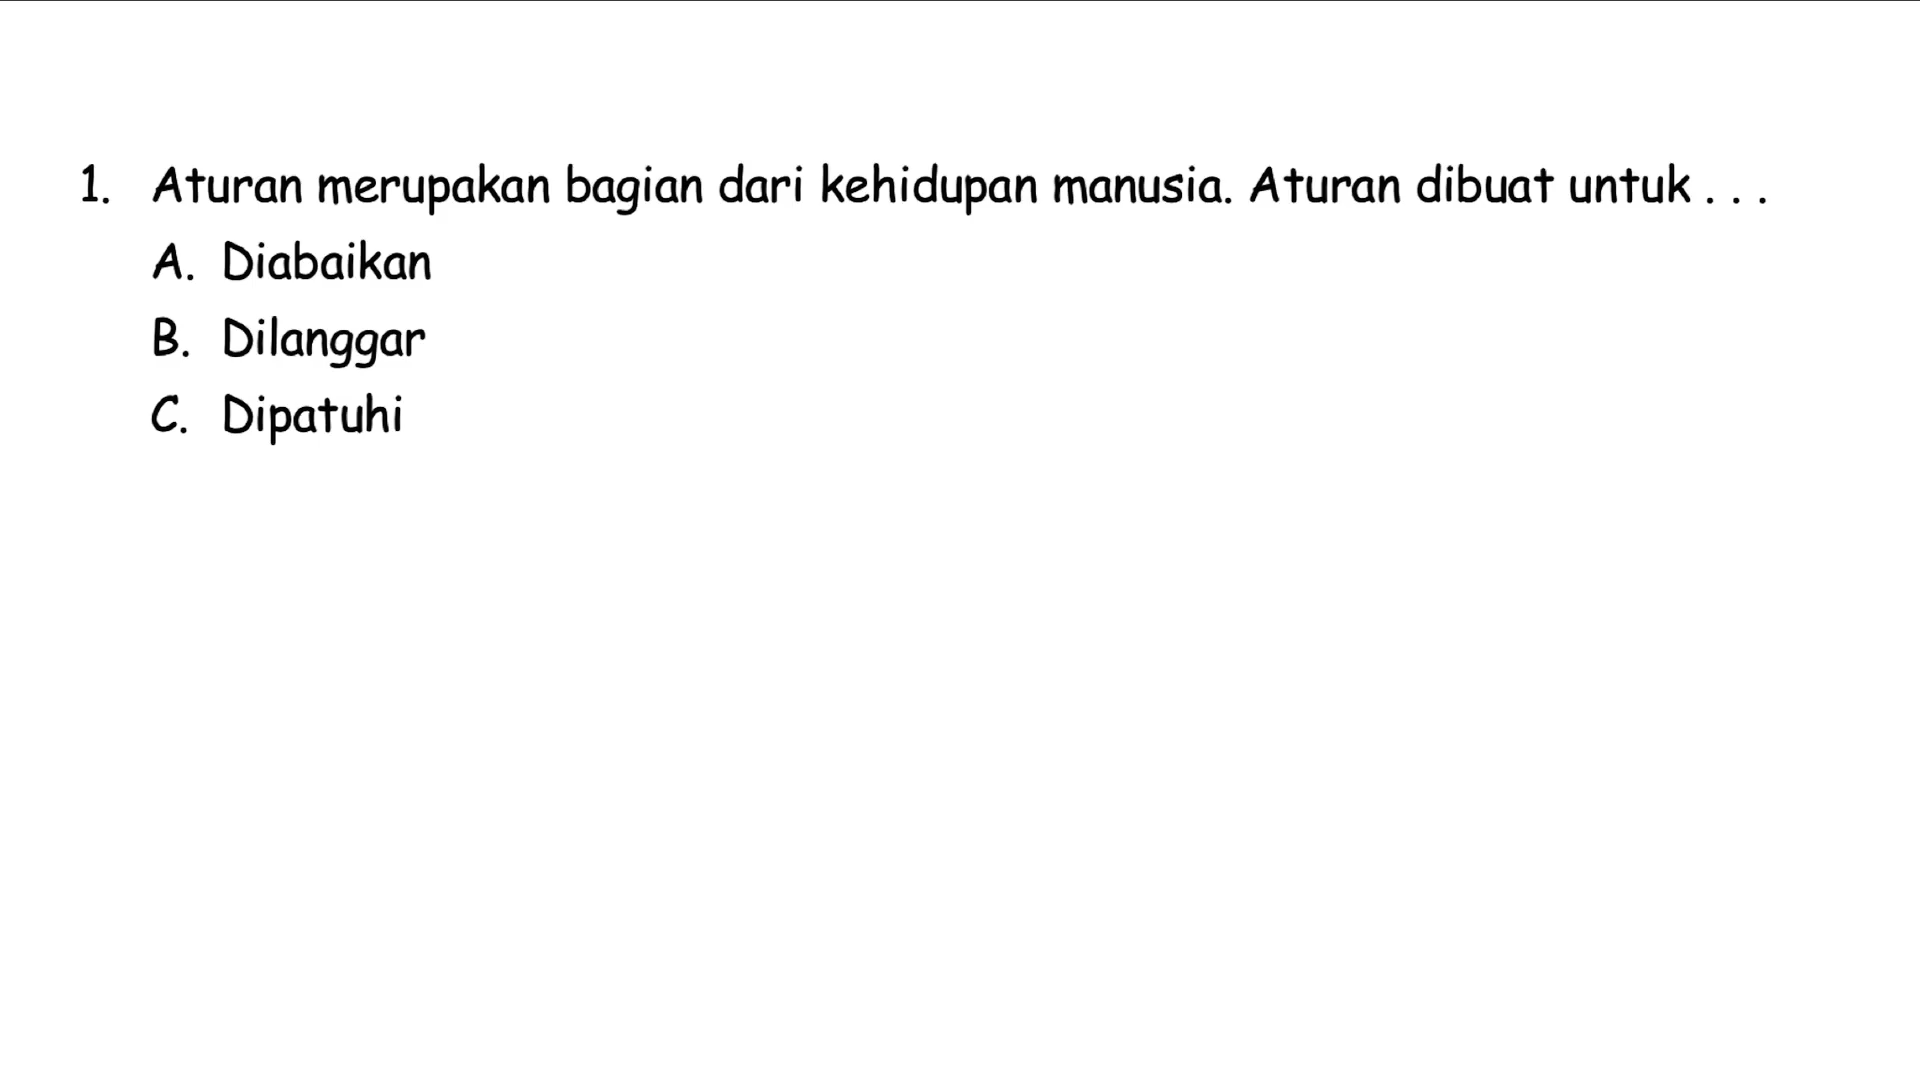 1. Aturan merupakan bagian dari kehidupan manusia. Aturan dibuat untuk . . .
A. Diabaikan
B. Dilanggar
C. Dipatuhi